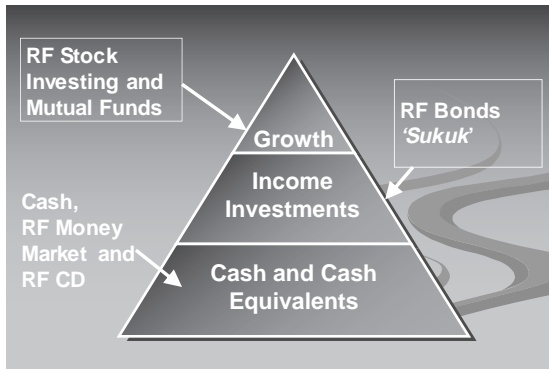 RF Stock
Investing and
Mutual Funds
RF Bonds
‘Sukuk’
Growth
Income
Investments
Cash,
RF Money
Market and
RF CD
Cash and Cash
Equivalents